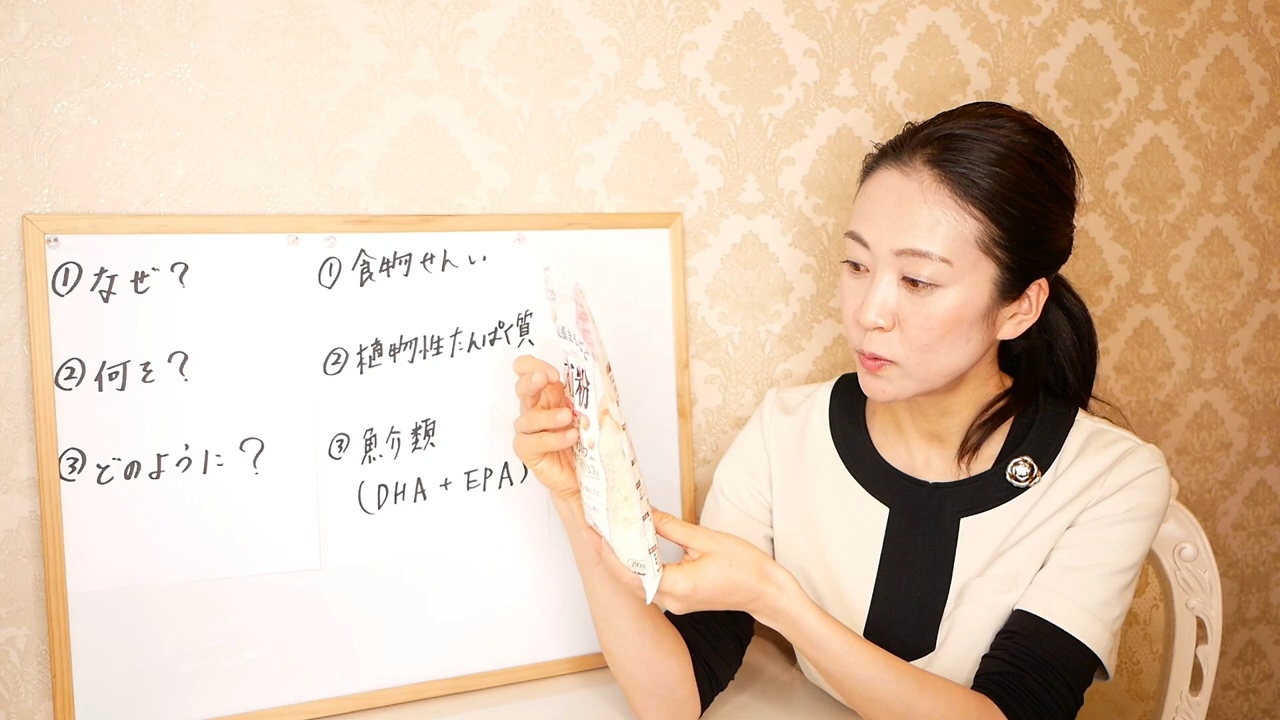 ①なぜ?
②何を?
③どのように?
①食物せんい
②植物性たんぱく質
③魚介類
(DHA + EPA)
粉